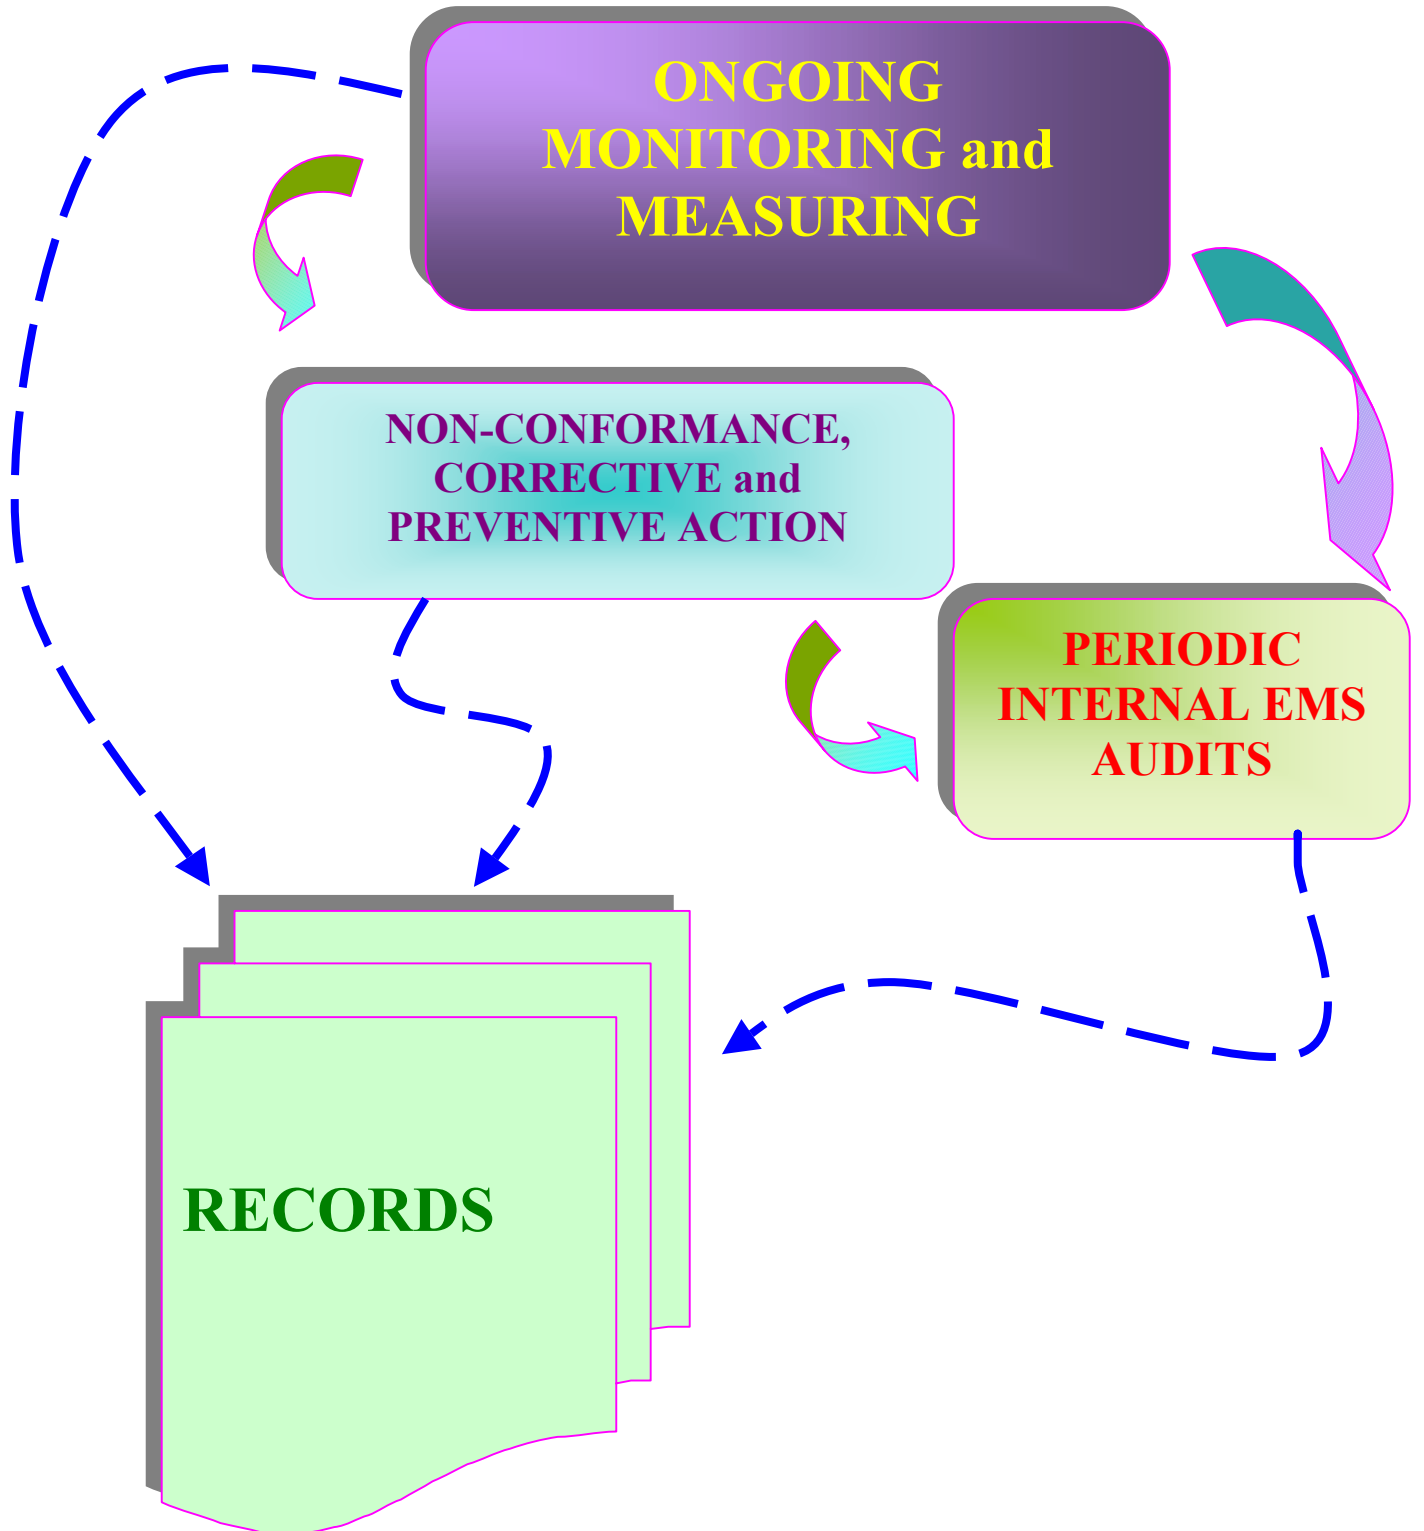 ONGOING
MONITORING and
MEASURING
NON-CONFORMANCE,
CORRECTIVE and
PREVENTIVE ACTION
PERIODIC
INTERNAL EMS
AUDITS
RECORDS